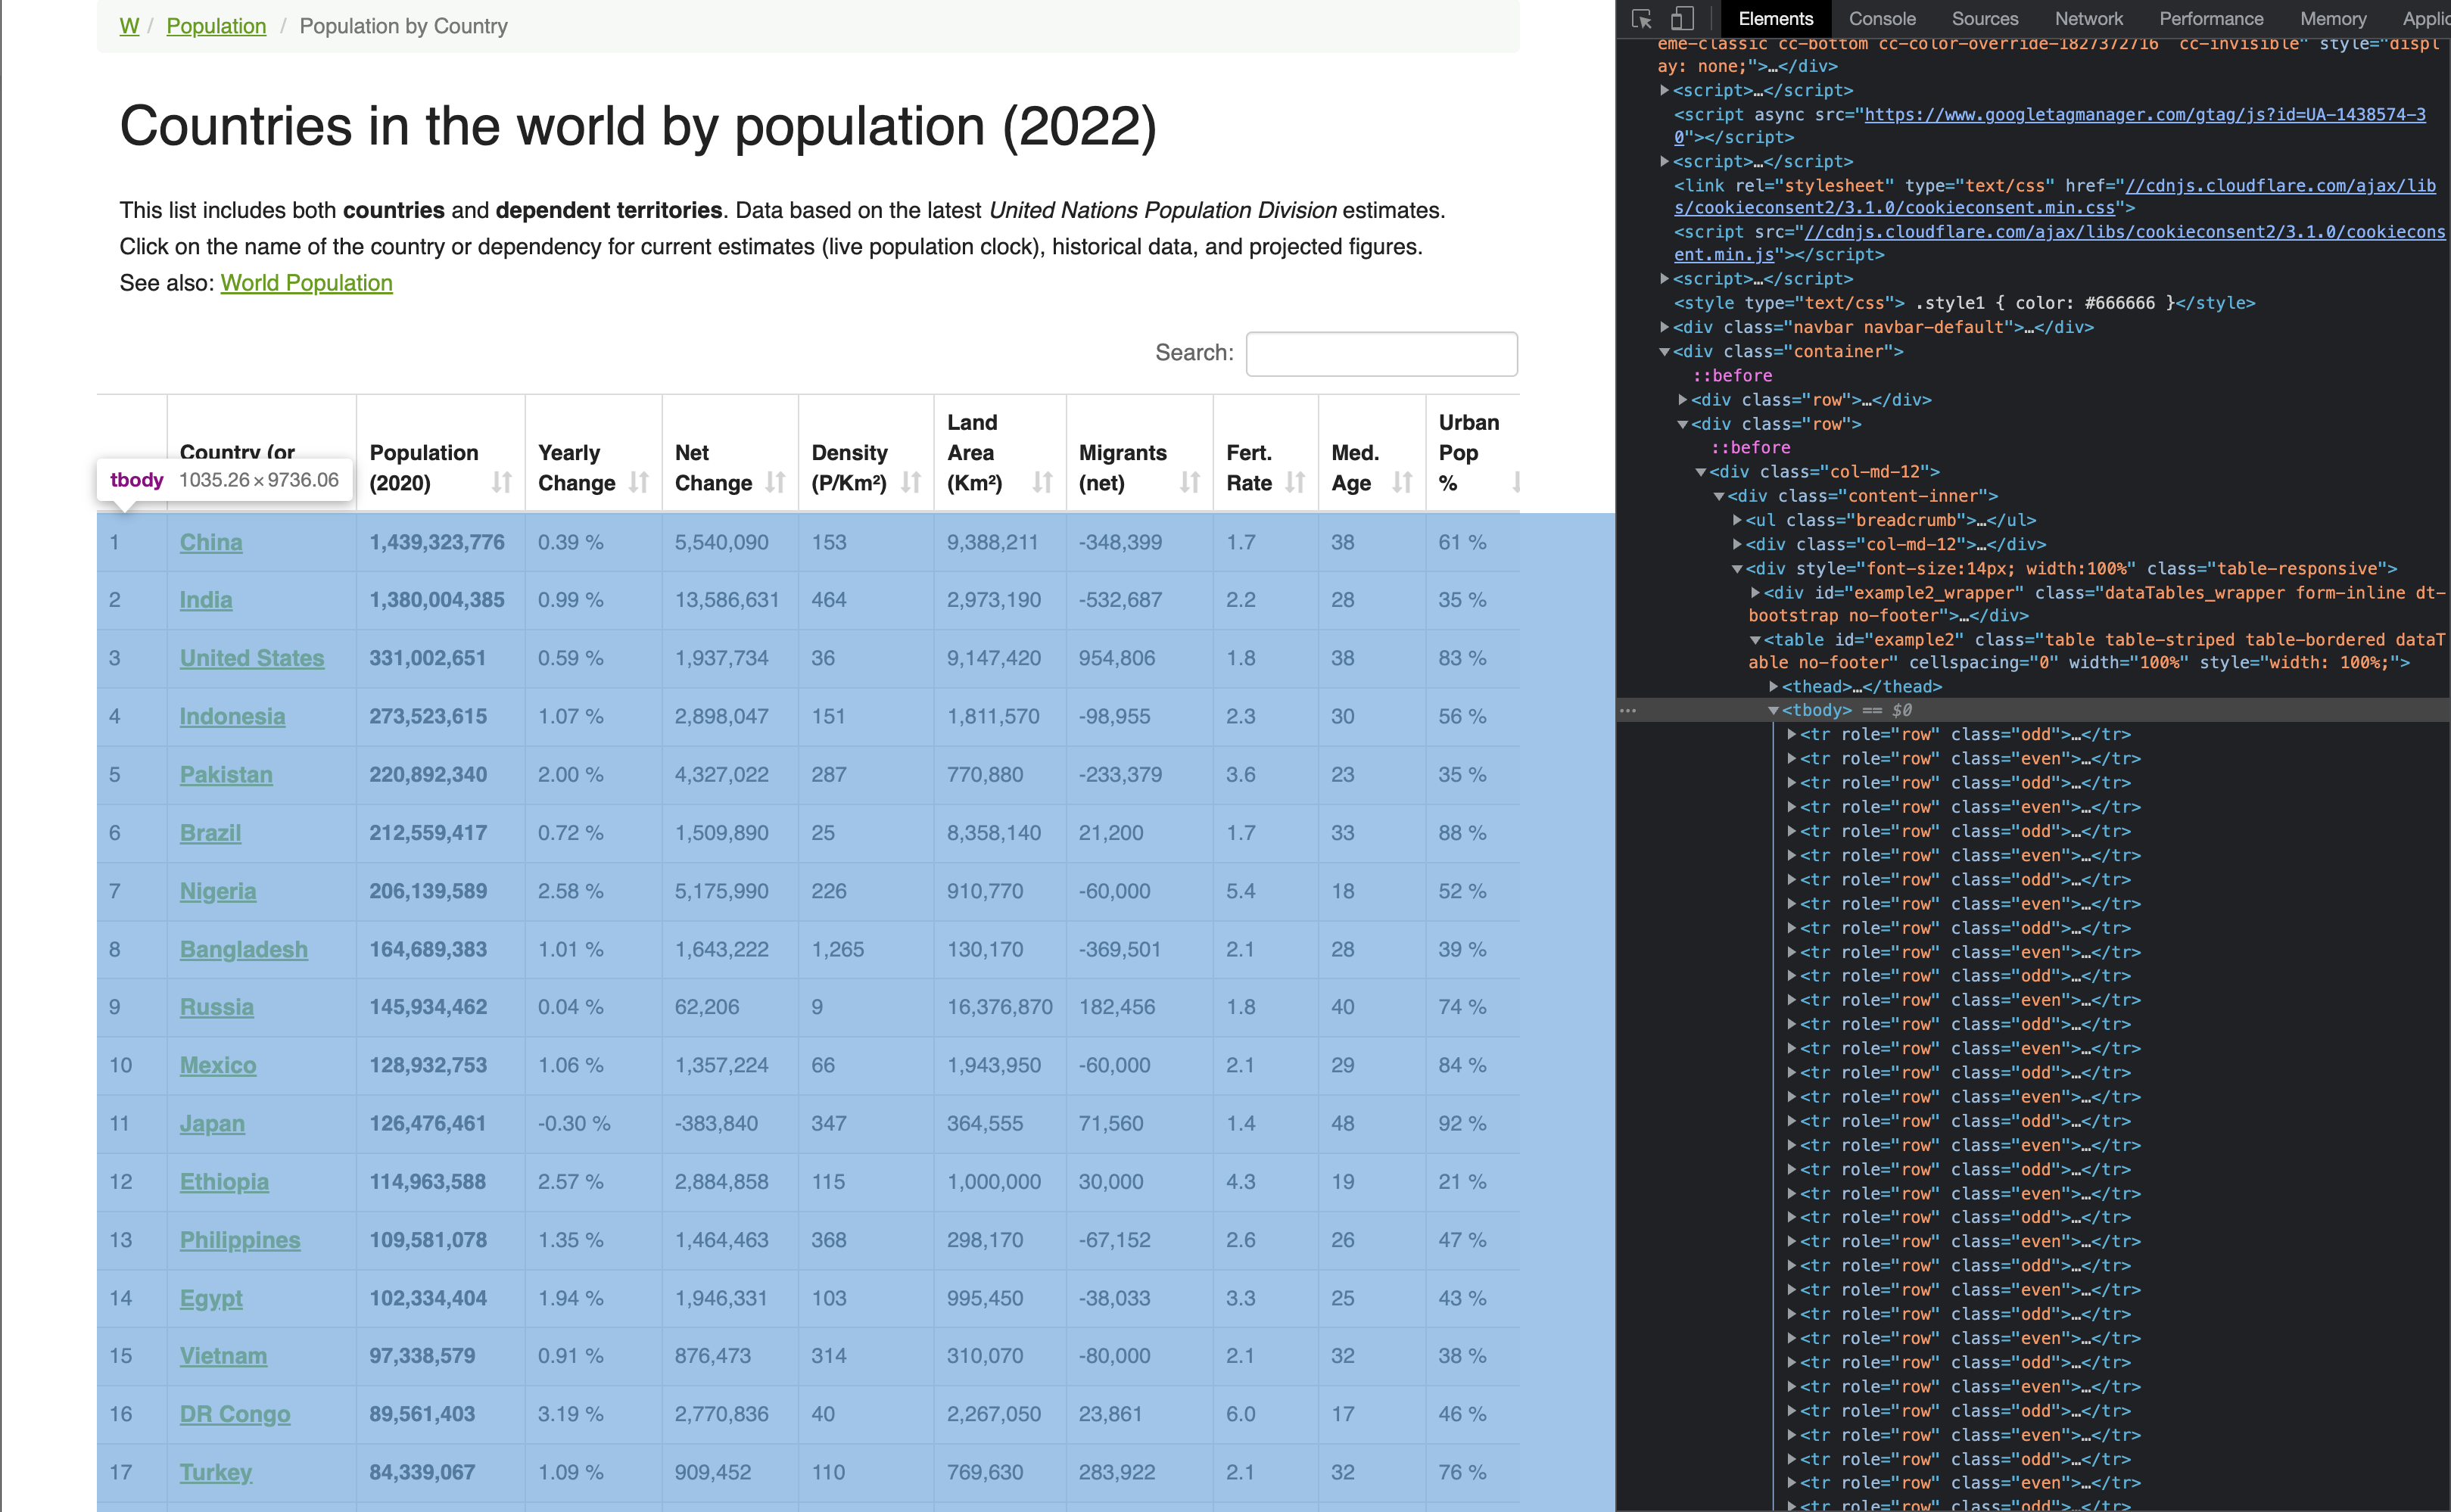 W / Population / Population by Country
Countries in the world by population (2022)
This list includes both countries and dependent territories. Data based on the latest United Nations Population Division estimates.
Click on the name of the country or dependency for current estimates (live population clock), historical data, and projected figures.
See also: World Population
Search:
Country (or Population (2020) Yearly Change Net Change Density (P/Km²) Land Area (Km²) Migrants (net) Fert. Rate Med. Age Urban Pop %
tbody 1035.26×9736.06
1 China 1,439,323,776 0.39 % 5,540,090 153 9,388,211 -348,399 1.7 38 61 %
2 India 1,380,004,385 0.99 % 13,586,631 464 2,973,190 -532,687 2.2 28 35 %
3 United States 331,002,651 0.59 % 1,937,734 36 9,147,420 954,806 1.8 38 83 %
4 Indonesia 273,523,615 1.07 % 2,898,047 151 1,811,570 -98,955 2.3 30 56 %
5 Pakistan 220,892,340 2.00 % 4,327,022 287 770,880 -233,379 3.6 23 35 %
6 Brazil 212,559,417 0.72 % 1,509,890 25 8,358,140 21,200 1.7 33 88 %
7 Nigeria 206,139,589 2.58 % 5,175,990 226 910,770 -60,000 5.4 18 52 %
8 Bangladesh 164,689,383 1.01 % 1,643,222 1,265 130,170 -369,501 2.1 28 39 %
9 Russia 145,934,462 0.04 % 62,206 9 16,376,870 182,456 1.8 40 74 %
10 Mexico 128,932,753 1.06 % 1,357,224 66 1,943,950 -60,000 2.1 29 84 %
11 Japan 126,476,461 -0.30 % -383,840 347 364,555 71,560 1.4 48 92 %
12 Ethiopia 114,963,588 2.57 % 2,884,858 115 1,000,000 30,000 4.3 19 21 %
13 Philippines 109,581,078 1.35 % 1,464,463 368 298,170 -67,152 2.6 26 47 %
14 Egypt 102,334,404 1.94 % 1,946,331 103 995,450 -38,033 3.3 25 43 %
15 Vietnam 97,338,579 0.91 % 876,473 314 310,070 -80,000 2.1 32 38 %
16 DR Congo 89,561,403 3.19 % 2,770,836 40 2,267,050 23,861 6.0 17 46 %
17 Turkey 84,339,067 1.09 % 909,452 110 769,630 283,922 2.1 32 76 %
Elements Console Sources Network Performance Memory Applic
eme-classic cc-bottom cc-color-override-1827372716 cc-invisible" style="displ
ay: none;">…</div>
<script>…</script>
<script async src="https://www.googletagmanager.com/gtag/js?id=UA-1438574-3
0"></script>
<script>…</script>
<link rel="stylesheet" type="text/css" href="//cdnjs.cloudflare.com/ajax/lib
s/cookieconsent2/3.1.0/cookieconsent.min.css">
<script src="//cdnjs.cloudflare.com/ajax/libs/cookieconsent2/3.1.0/cookiecons
ent.min.js"></script>
<script>…</script>
<style type="text/css"> .style1 { color: #666666 }</style>
<div class="navbar navbar-default">…</div>
<div class="container">
::before
<div class="row">…</div>
<div class="row">
::before
<div class="col-md-12">
<div class="content-inner">
<ul class="breadcrumb">…</ul>
<div class="col-md-12">…</div>
<div style="font-size:14px; width:100%" class="table-responsive">
<div id="example2_wrapper" class="dataTables_wrapper form-inline dt-
bootstrap no-footer">…</div>
<table id="example2" class="table table-striped table-bordered dataT
able no-footer" cellspacing="0" width="100%" style="width: 100%;">
<thead>…</thead>
… <tbody> == $0
<tr role="row" class="odd">…</tr>
<tr role="row" class="even">…</tr>
<tr role="row" class="odd">…</tr>
<tr role="row" class="even">…</tr>
<tr role="row" class="odd">…</tr>
<tr role="row" class="even">…</tr>
<tr role="row" class="odd">…</tr>
<tr role="row" class="even">…</tr>
<tr role="row" class="odd">…</tr>
<tr role="row" class="even">…</tr>
<tr role="row" class="odd">…</tr>
<tr role="row" class="even">…</tr>
<tr role="row" class="odd">…</tr>
<tr role="row" class="even">…</tr>
<tr role="row" class="odd">…</tr>
<tr role="row" class="even">…</tr>
<tr role="row" class="odd">…</tr>
<tr role="row" class="even">…</tr>
<tr role="row" class="odd">…</tr>
<tr role="row" class="even">…</tr>
<tr role="row" class="odd">…</tr>
<tr role="row" class="even">…</tr>
<tr role="row" class="odd">…</tr>
<tr role="row" class="even">…</tr>
<tr role="row" class="odd">…</tr>
<tr role="row" class="even">…</tr>
<tr role="row" class="odd">…</tr>
<tr role="row" class="even">…</tr>
<tr role="row" class="odd">…</tr>
<tr role="row" class="even">…</tr>
<tr role="row" class="odd">…</tr>
<tr role="row" class="even">…</tr>
<tr role="row" class="odd">…</tr>